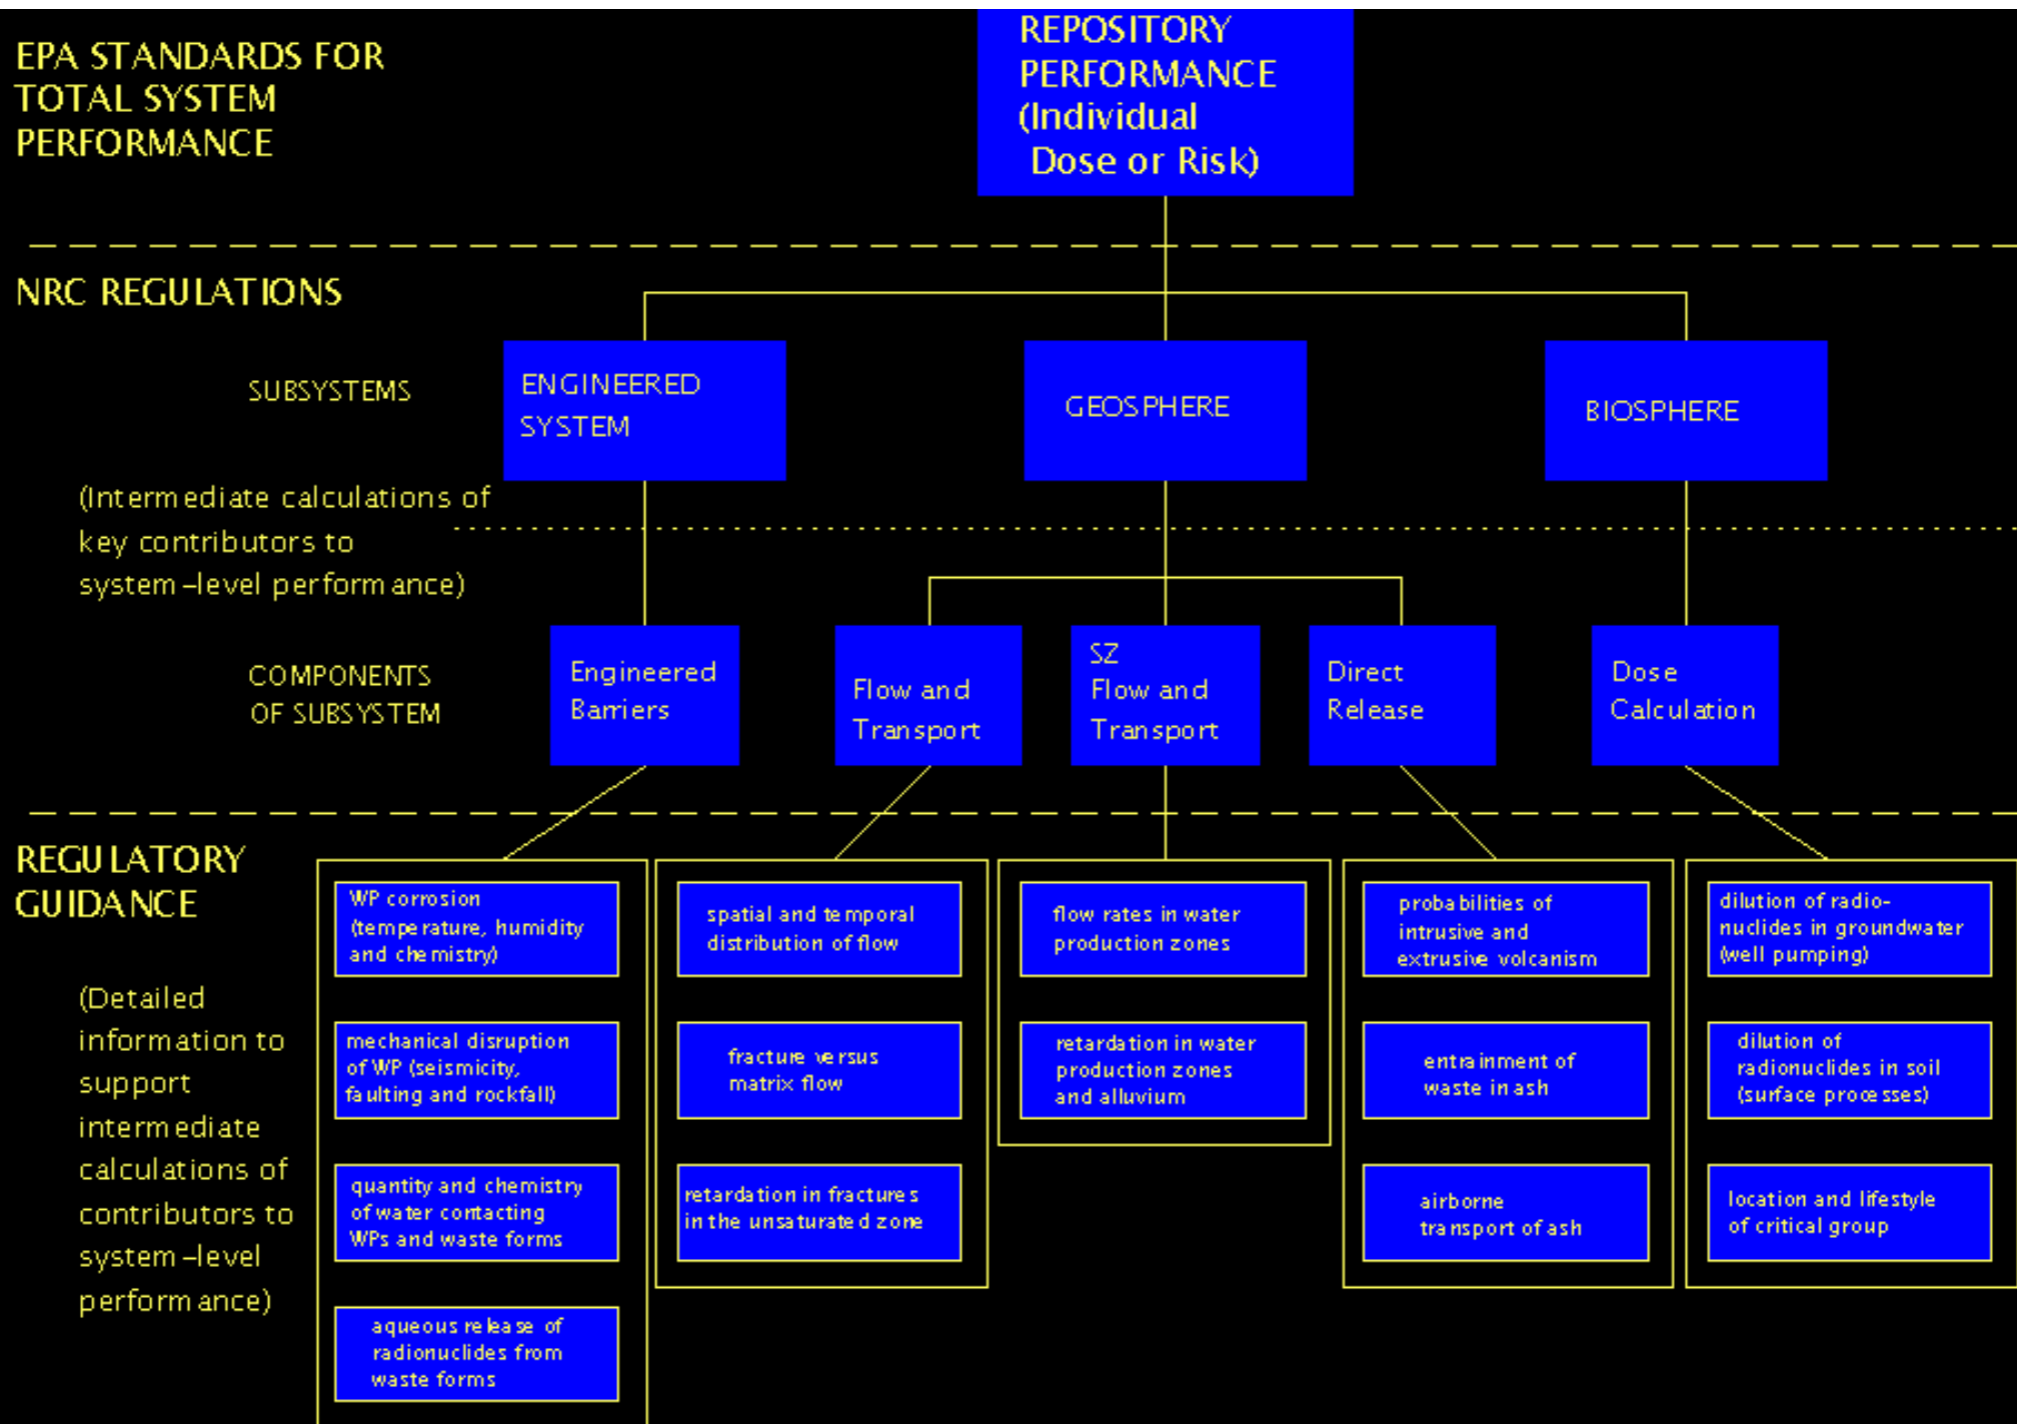 EPA STANDARDS FOR
TOTAL SYSTEM
PERFORMANCE
REPOSITORY
PERFORMANCE
(Individual
Dose or Risk)
NRC REGULATIONS
SUBSYSTEMS
ENGINEERED
SYSTEM
GEOSPHERE
BIOSPHERE
(Intermediate calculations of
key contributors to
system–level performance)
COMPONENTS
OF SUBSYSTEM
Engineered
Barriers
Flow and
Transport
SZ
Flow and
Transport
Direct
Release
Dose
Calculation
REGULATORY
GUIDANCE
(Detailed
information to
support
intermediate
calculations of
contributors to
system–level
performance)
WP corrosion
(temperature, humidity
and chemistry)
mechanical disruption
of WP (seismicity,
faulting and rockfall)
quantity and chemistry
of water contacting
WPs and waste forms
aqueous release of
radionuclides from
waste forms
spatial and temporal
distribution of flow
fracture versus
matrix flow
retardation in fractures
in the unsaturated zone
flow rates in water
production zones
retardation in water
production zones
and alluvium
probabilities of
intrusive and
extrusive volcanism
entrainment of
waste in ash
airborne
transport of ash
dilution of radio-
nuclides in groundwater
(well pumping)
dilution of
radionuclides in soil
(surface processes)
location and lifestyle
of critical group